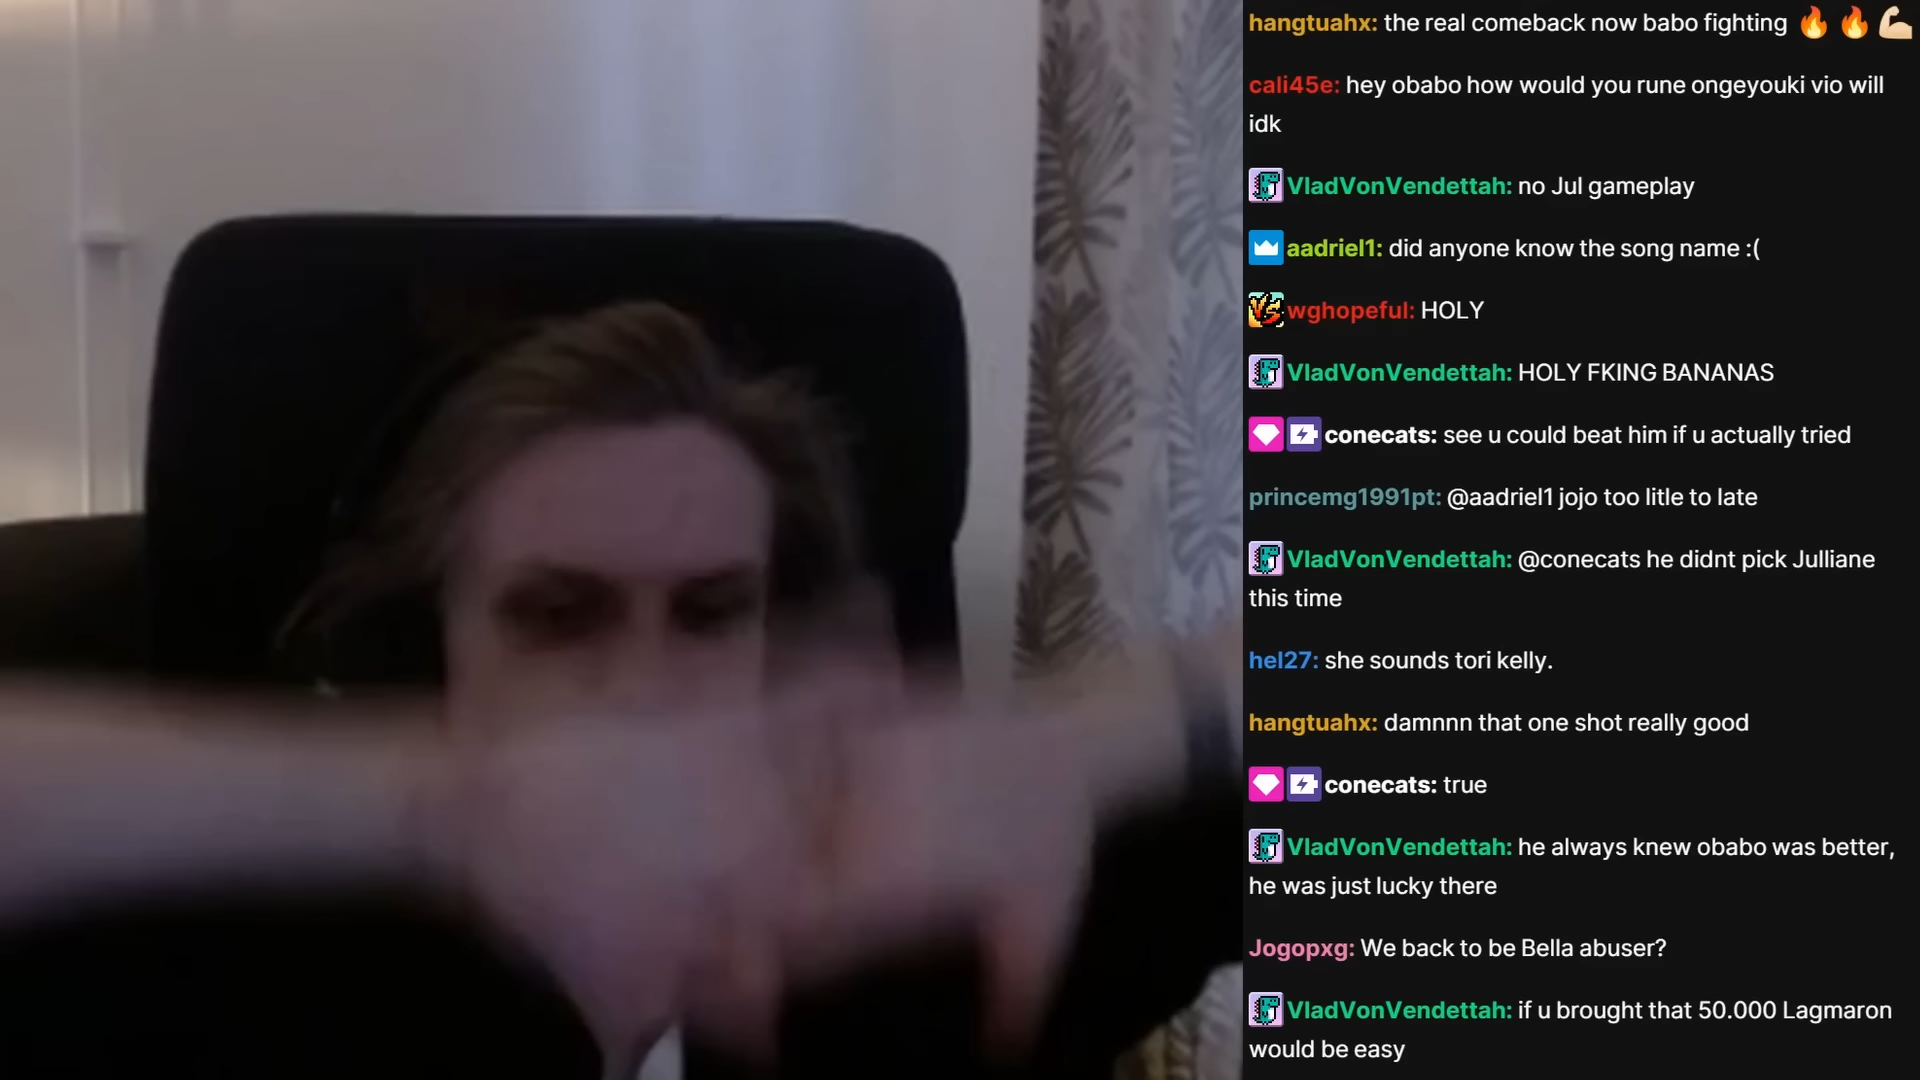 hangtuahx: the real comeback now babo fighting 🔥 🔥 💪🏻
cali45e: hey obabo how would you rune ongeyouki vio will
idk
VladVonVendettah: no Jul gameplay
aadriel1: did anyone know the song name :(
wghopeful: HOLY
VladVonVendettah: HOLY FKING BANANAS
conecats: see u could beat him if u actually tried
princemg1991pt: @aadriel1 jojo too litle to late
VladVonVendettah: @conecats he didnt pick Julliane
this time
hel27: she sounds tori kelly.
hangtuahx: damnnn that one shot really good
conecats: true
VladVonVendettah: he always knew obabo was better,
he was just lucky there
Jogopxg: We back to be Bella abuser?
VladVonVendettah: if u brought that 50.000 Lagmaron
would be easy